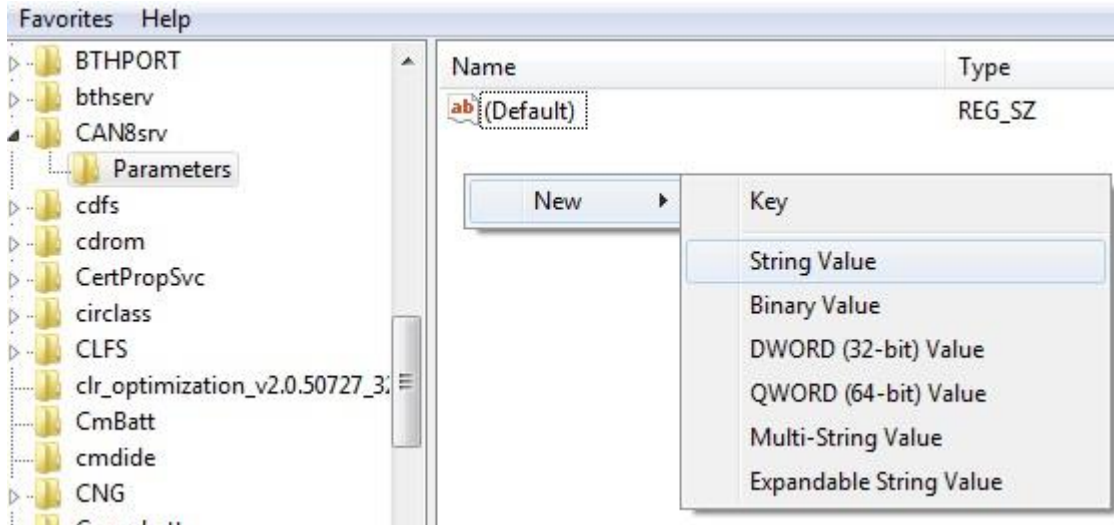 Favorites Help
BTHPORT
bthserv
CAN8srv
Parameters
cdfs
cdrom
CertPropSvc
circlass
CLFS
clr_optimization_v2.0.50727_32
CmBatt
cmdide
CNG
Name Type
ab (Default) REG_SZ
New
Key
String Value
Binary Value
DWORD (32-bit) Value
QWORD (64-bit) Value
Multi-String Value
Expandable String Value